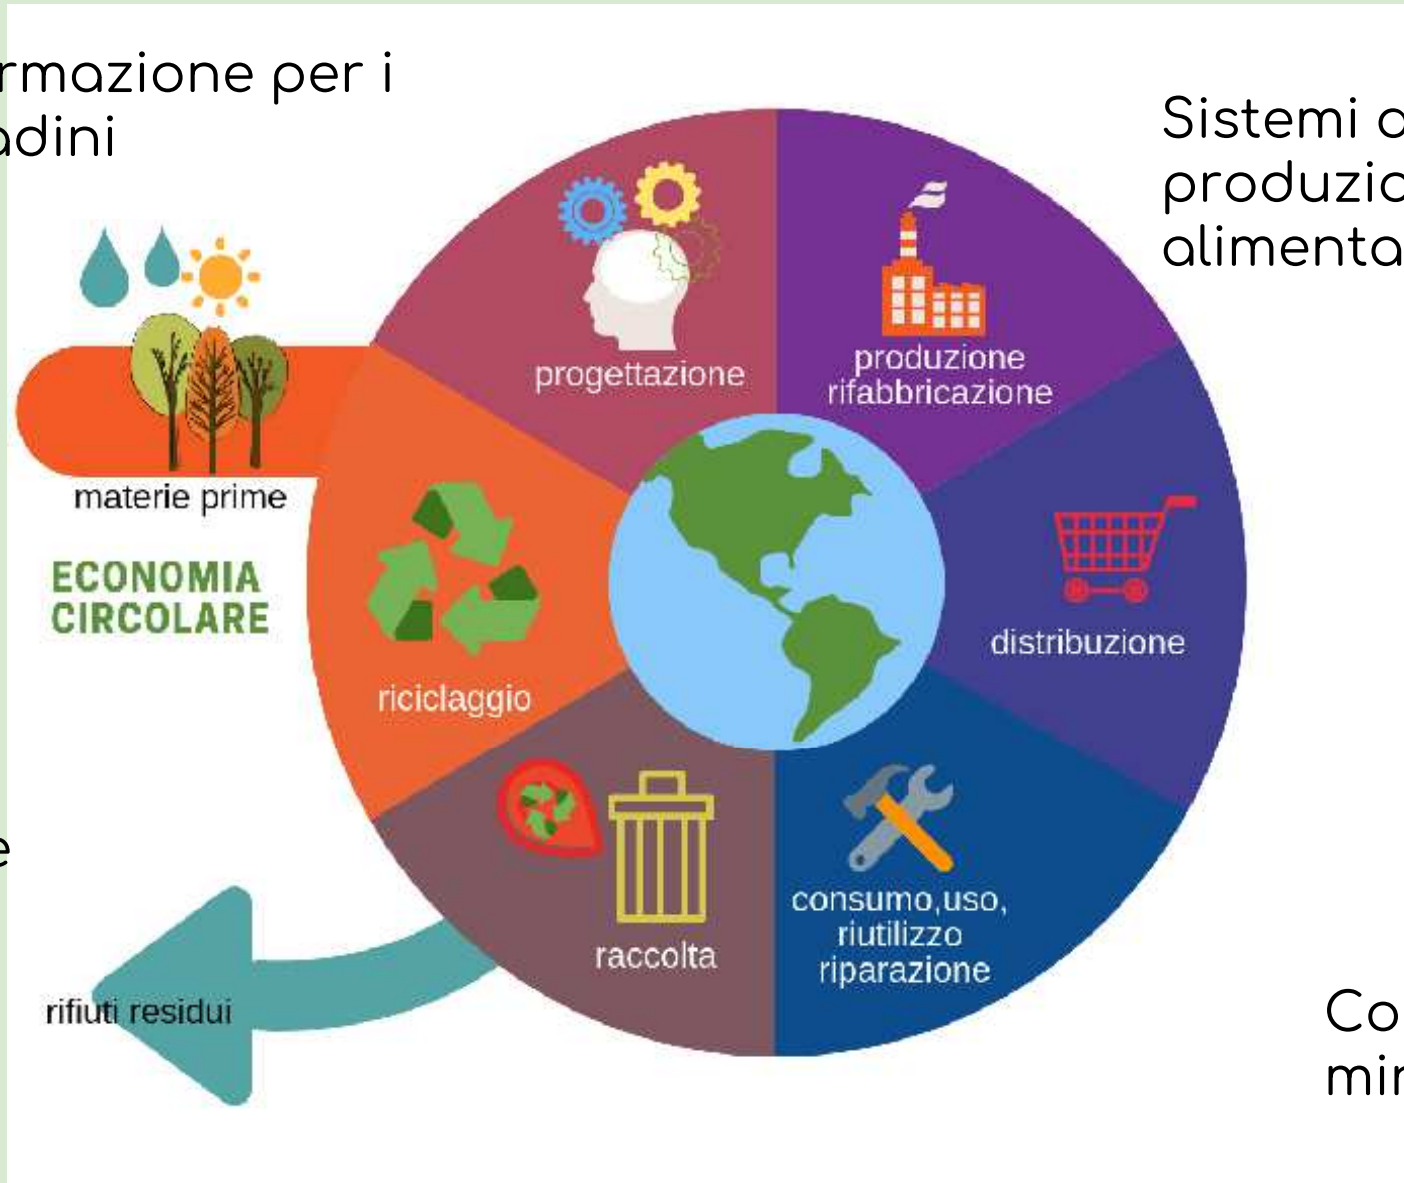 rmazione per i
adini
Sistemi
produzio
alimenta
progettazione
produzione
rifabbricazione
materie prime
ECONOMIA
CIRCOLARE
distribuzione
riciclaggio
consumo,uso,
riutilizzo
riparazione
raccolta
e
rifiuti residui
Co